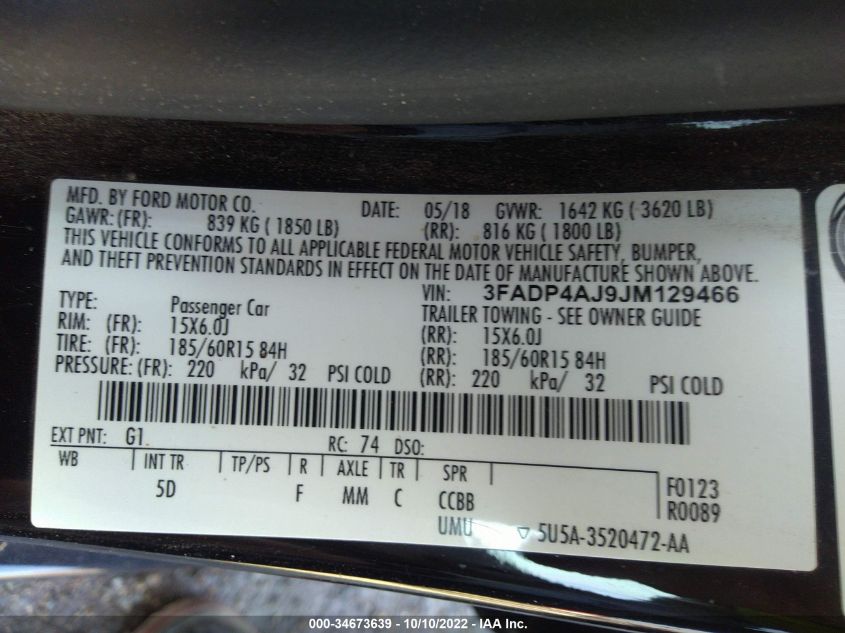 MFD. BY FORD MOTOR CO. DATE: 05/18 GVWR: 1642 KG ( 3620 LB)
GAWR: (FR): 839 KG ( 1850 LB) (RR): 816 KG ( 1800 LB)
THIS VEHICLE CONFORMS TO ALL APPLICABLE FEDERAL MOTOR VEHICLE SAFETY, BUMPER,
AND THEFT PREVENTION STANDARDS IN EFFECT ON THE DATE OF MANUFACTURE SHOWN ABOVE.
VIN: 3FADP4AJ9JM129466
TYPE: Passenger Car TRAILER TOWING - SEE OWNER GUIDE
RIM: (FR): 15X6.0J (RR): 15X6.0J
TIRE: (FR): 185/60R15 84H (RR): 185/60R15 84H
PRESSURE: (FR): 220 kPa/ 32 PSI COLD (RR): 220 kPa/ 32 PSI COLD
EXT PNT: G1 RC: 74 DSO:
WB INT TR TP/PS R AXLE TR SPR F0123
5D F MM C CCBB R0089
UMU ▽ 5U5A-3520472-AA
000-34673639 - 10/10/2022 - IAA Inc.